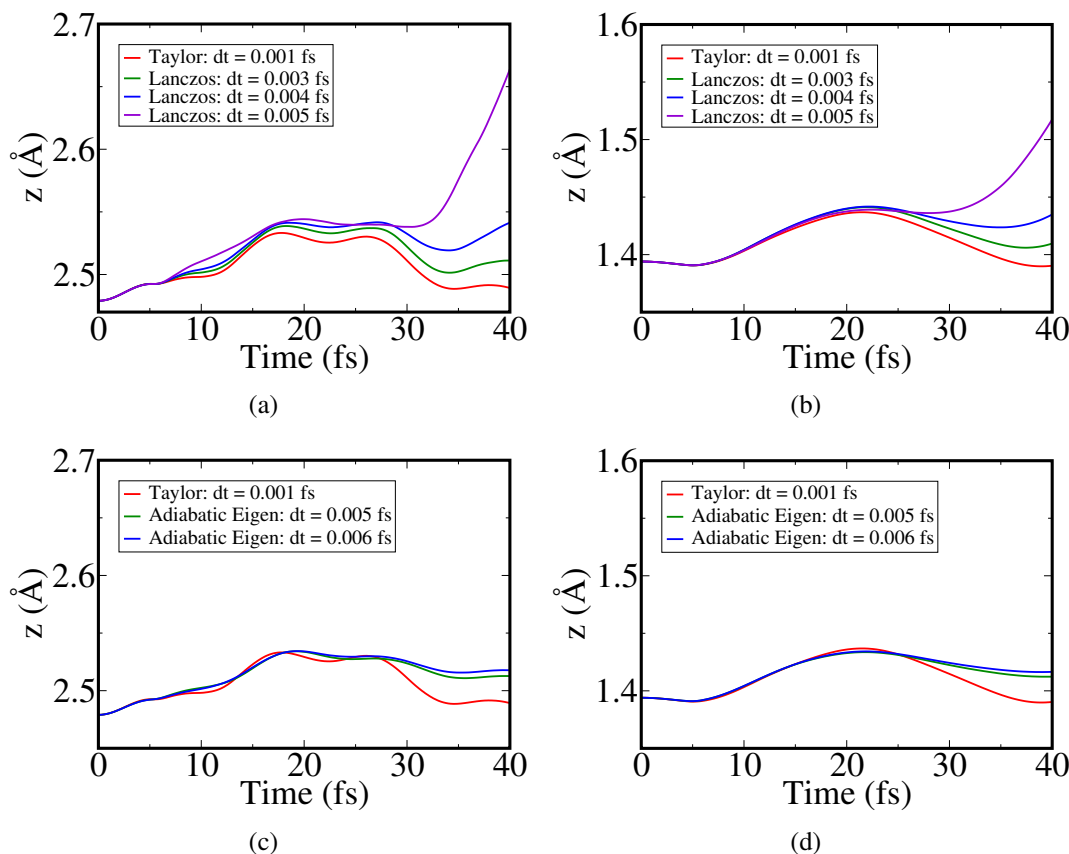 2.7
2.6
2.5
z (Å)
Taylor: dt = 0.001 fs
Lanczos: dt = 0.003 fs
Lanczos: dt = 0.004 fs
Lanczos: dt = 0.005 fs
0 10 20 30 40
Time (fs)
(a)
1.6
1.5
1.4
z (Å)
Taylor: dt = 0.001 fs
Lanczos: dt = 0.003 fs
Lanczos: dt = 0.004 fs
Lanczos: dt = 0.005 fs
0 10 20 30 40
Time (fs)
(b)
2.7
2.6
2.5
z (Å)
Taylor: dt = 0.001 fs
Adiabatic Eigen: dt = 0.005 fs
Adiabatic Eigen: dt = 0.006 fs
0 10 20 30 40
Time (fs)
(c)
1.6
1.5
1.4
z (Å)
Taylor: dt = 0.001 fs
Adiabatic Eigen: dt = 0.005 fs
Adiabatic Eigen: dt = 0.006 fs
0 10 20 30 40
Time (fs)
(d)